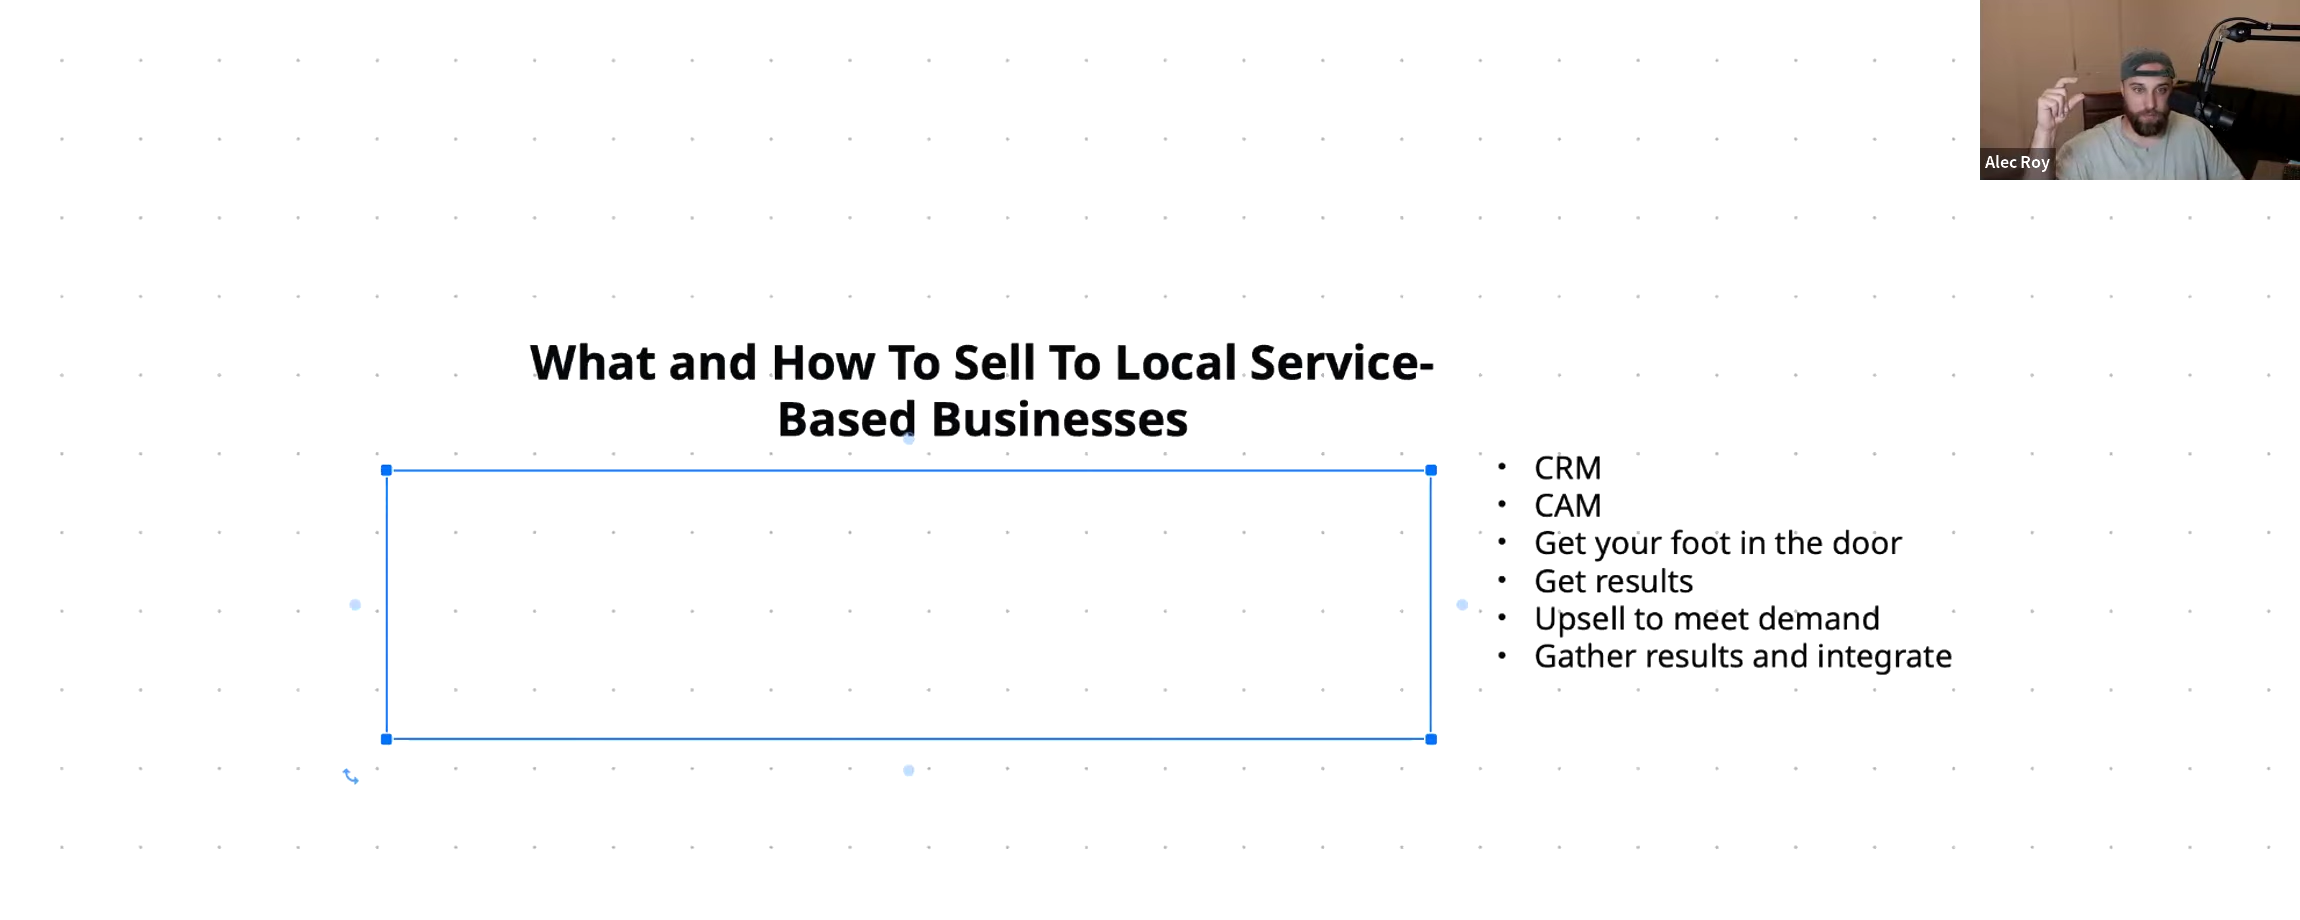 What and How To Sell To Local Service-
Based Businesses
• CRM
• CAM
• Get your foot in the door
• Get results
• Upsell to meet demand
• Gather results and integrate
Alec Roy